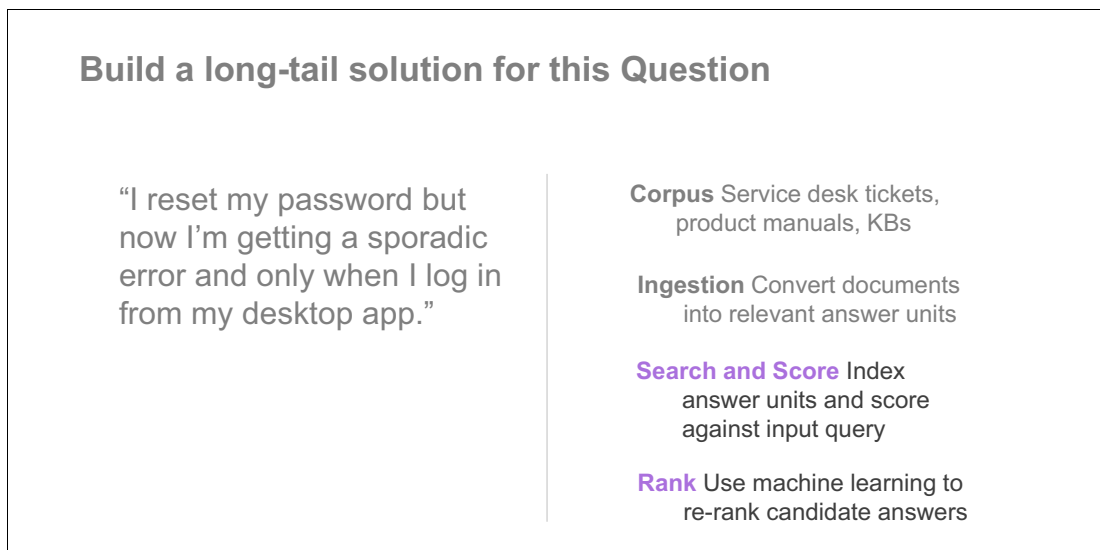 Build a long-tail solution for this Question
“I reset my password but
now I’m getting a sporadic
error and only when I log in
from my desktop app.”
Corpus Service desk tickets,
product manuals, KBs
Ingestion Convert documents
into relevant answer units
Search and Score Index
answer units and score
against input query
Rank Use machine learning to
re-rank candidate answers